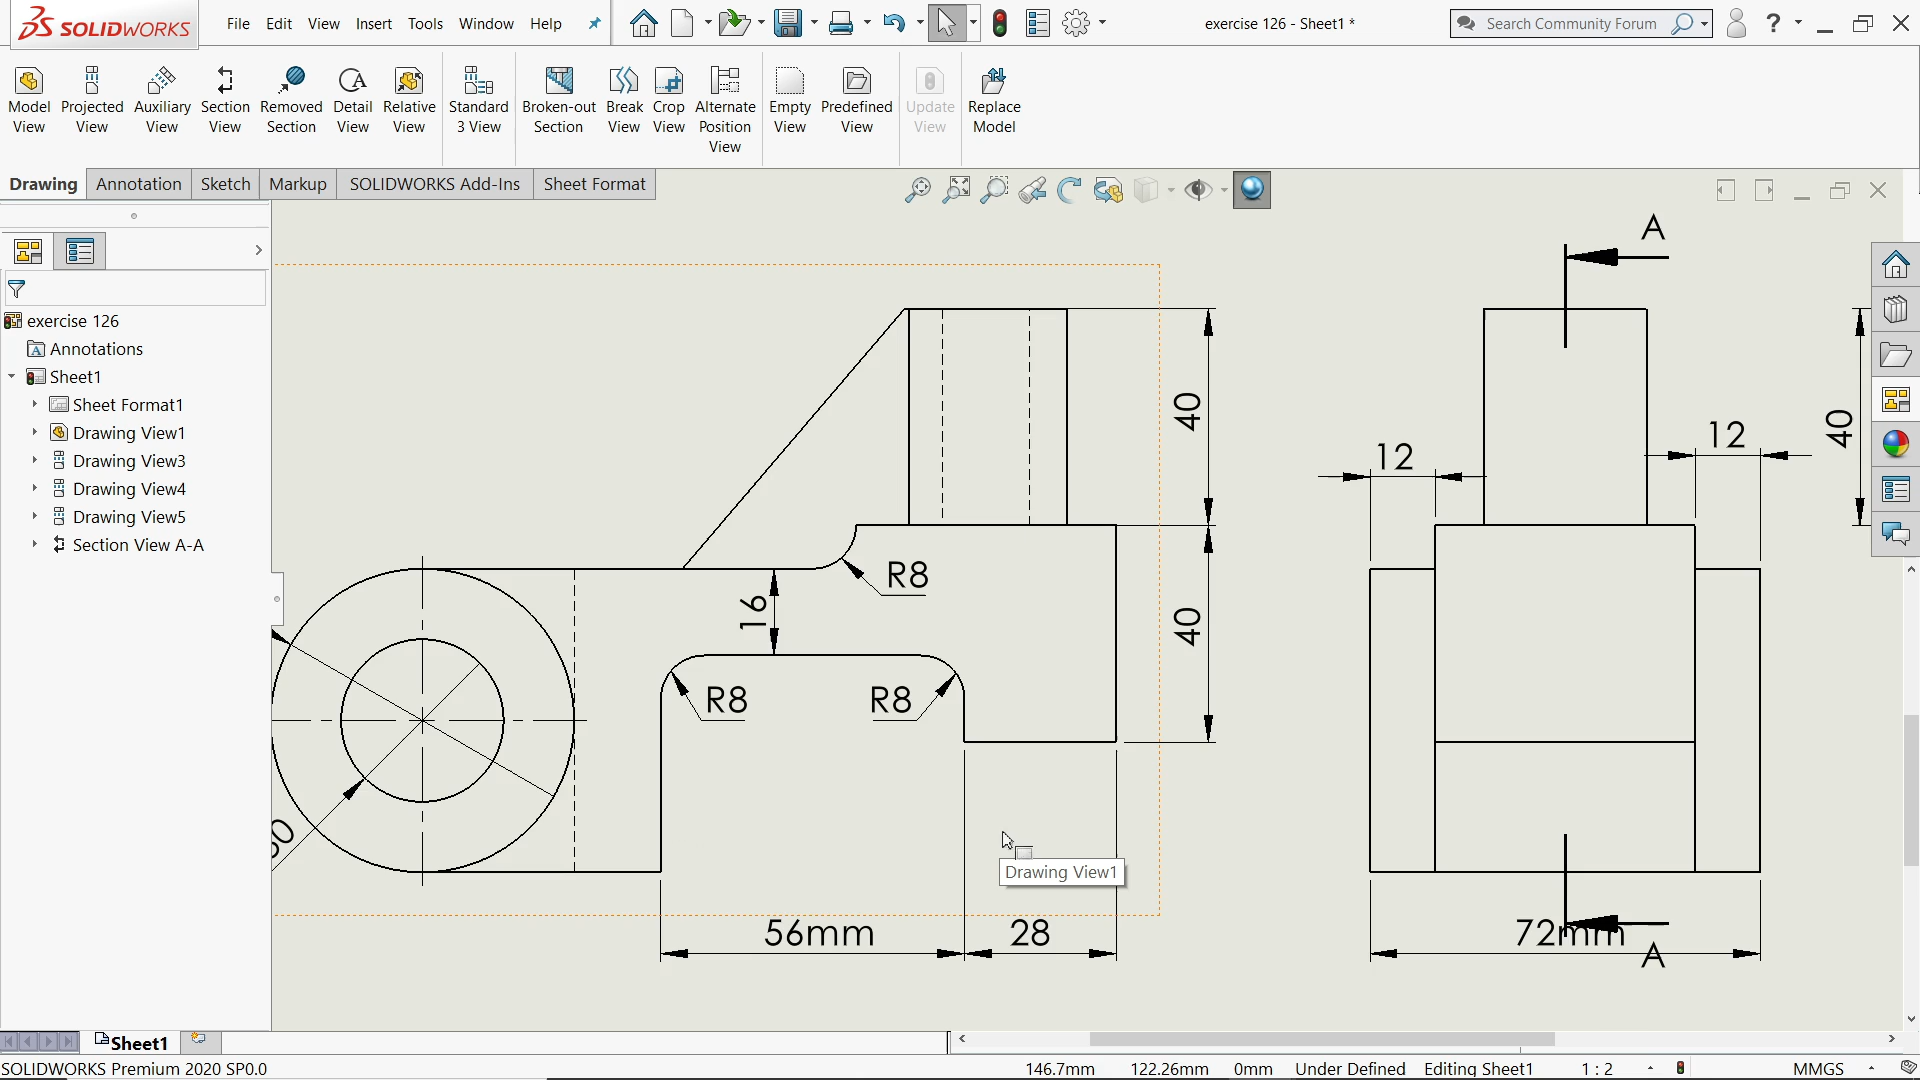 SOLIDWORKS
File Edit View Insert Tools Window Help
exercise 126 - Sheet1 *
Search Community Forum
?
Model View
Projected View
Auxiliary View
Section View
Removed Section
Detail View
Relative View
Standard 3 View
Broken-out Section
Break View
Crop View
Alternate Position View
Empty View
Predefined View
Update View
Replace Model
Drawing Annotation Sketch Markup SOLIDWORKS Add-Ins Sheet Format
exercise 126
A Annotations
Sheet1
Sheet Format1
Drawing View1
Drawing View3
Drawing View4
Drawing View5
Section View A-A
A
40
12
12
40
R8
16
40
R8
R8
Drawing View1
56mm
28
72mm
A
Sheet1
SOLIDWORKS Premium 2020 SP0.0
146.7mm 122.26mm 0mm Under Defined Editing Sheet1 1 : 2 MMGS